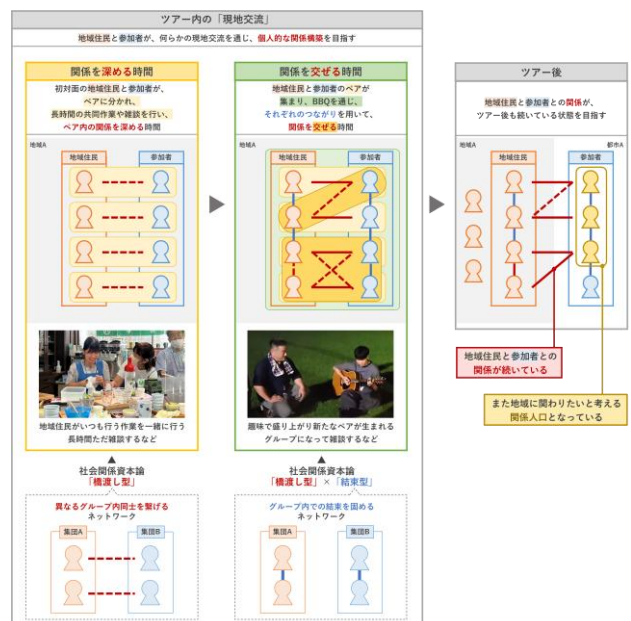 ツアー内の「現地交流」
地域住民と参加者が、何らかの現地交流を通じ、個人的な関係構築を目指す
関係を深める時間
初対面の地域住民と参加者が、
ペアに分かれ、
長時間の共同作業や雑談を行い、
ペア内の関係を深める時間
地域A
地域住民
参加者
地域住民がいつも行う作業を一緒に行う
長時間ただ雑談するなど
社会関係資本論
「橋渡し型」
異なるグループ内同士を繋げる
ネットワーク
集団A
集団B
関係を交ぜる時間
地域住民と参加者のペアが
集まり、BBQを通じ、
それぞれのつながりを用いて、
関係を交ぜる時間
地域A
地域住民
参加者
趣味で盛り上がり新たなペアが生まれる
グループになって雑談するなど
社会関係資本論
「橋渡し型」×「結束型」
グループ内での結束を固める
ネットワーク
集団A
集団B
ツアー後
地域住民と参加者との関係が、
ツアー後も続いている状態を目指す
地域A
都市A
地域住民
参加者
地域住民と参加者との
関係が続いている
また地域に関わりたいと考える
関係人口となっている